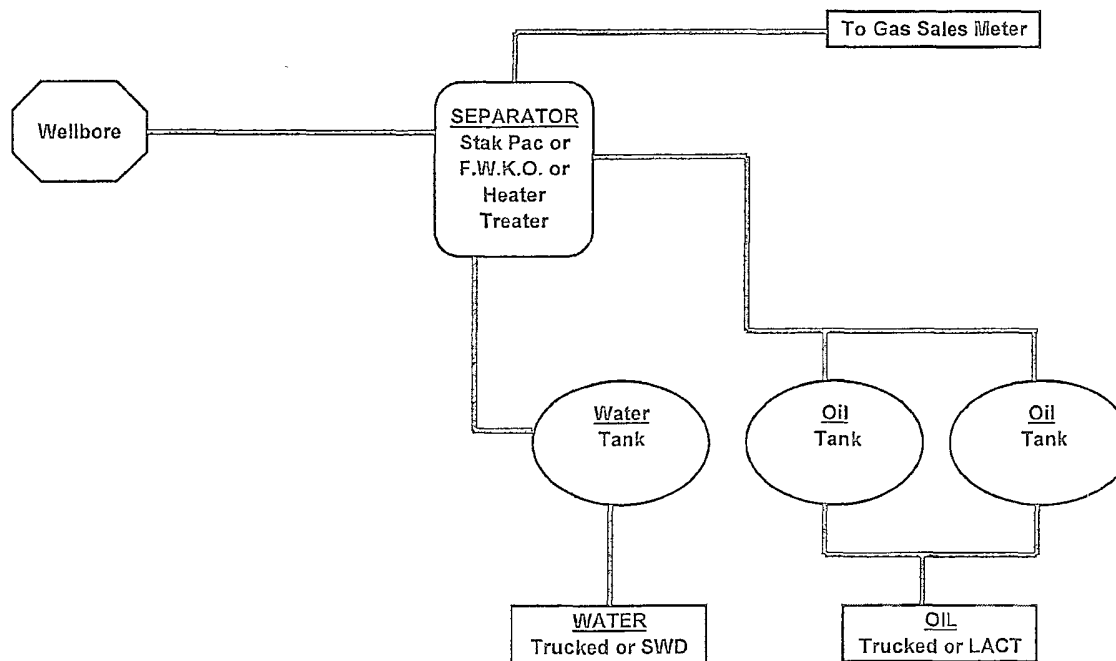 To Gas Sales Meter
Wellbore
SEPARATOR
Stak Pac or
F.W.K.O. or
Heater
Treater
Water
Tank
Oil
Tank
Oil
Tank
WATER
Trucked or SWD
OIL
Trucked or LACT